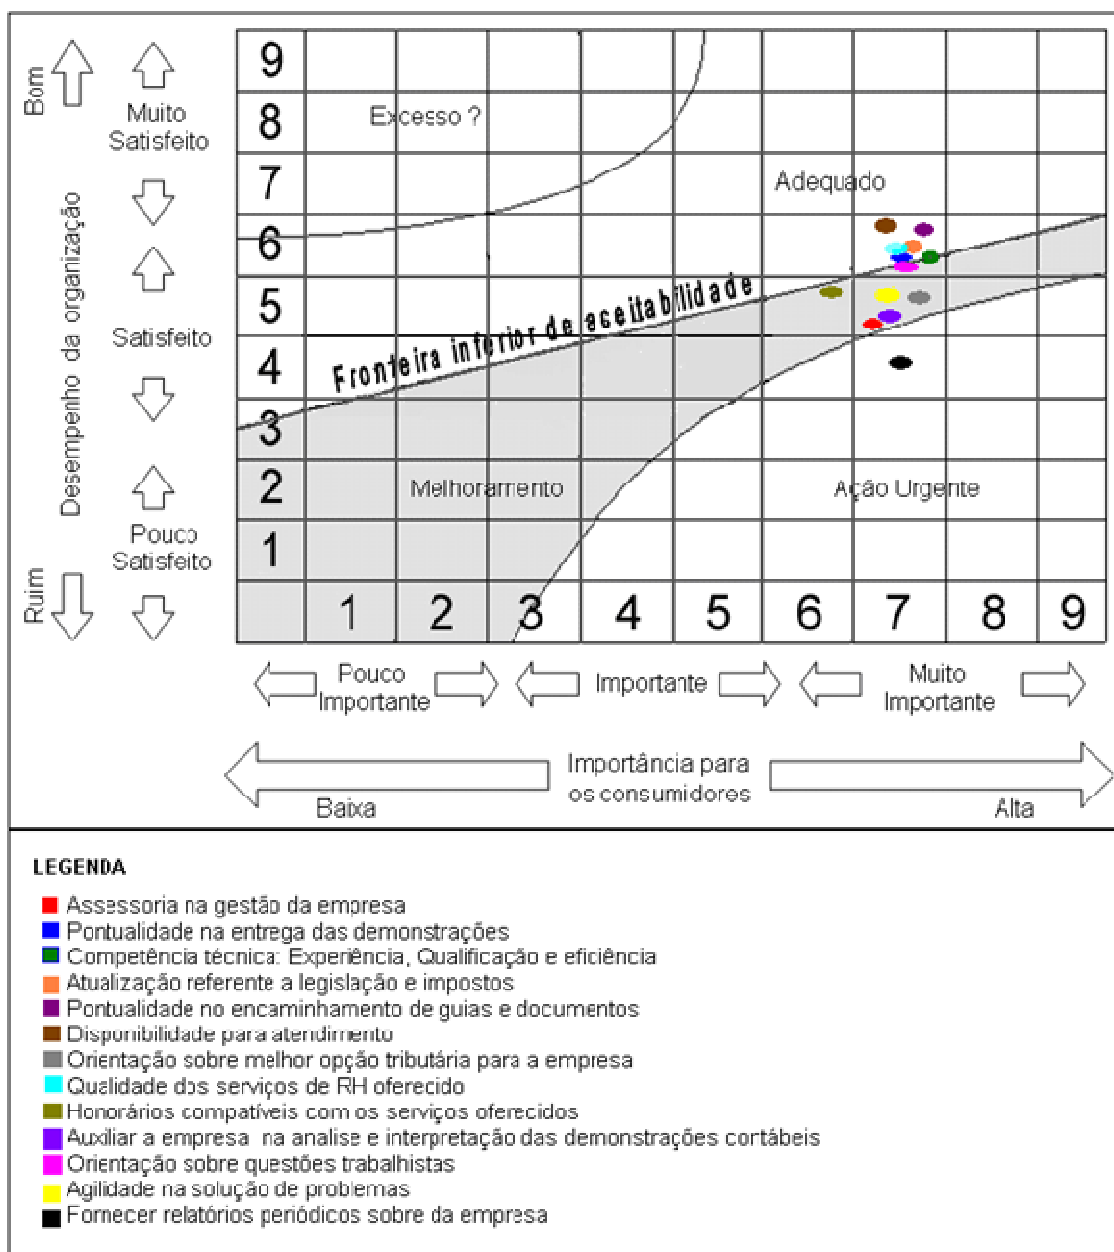 Bom
Muito
Satisfeito
Desempenho da organização
Satisfeito
Pouco
Satisfeito
Ruim
9
8
7
6
5
4
3
2
1
Excesso ?
Adequado
Fronteira inferior de aceitabilidade
Melhoramento
Ação Urgente
1 2 3 4 5 6 7 8 9
Pouco
Importante
Importante
Muito
Importante
Importância para
os consumidores
Baixa
Alta
LEGENDA
Assessoria na gestão da empresa
Pontualidade na entrega das demonstrações
Competência técnica: Experiência, Qualificação e eficiência
Atualização referente a legislação e impostos
Pontualidade no encaminhamento de guias e documentos
Disponibilidade para atendimento
Orientação sobre melhor opção tributária para a empresa
Qualidade dos serviços de RH oferecido
Honorários compatíveis com os serviços oferecidos
Auxiliar a empresa na analise e interpretação das demonstrações cortábeis
Orientação sobre questões trabalhistas
Agilidade na solução de problemas
Fornecer relatórios periódicos sobre da empresa